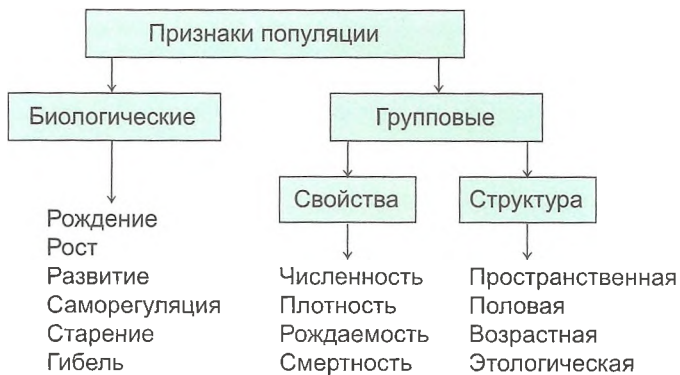 Признаки популяции
Биологические
Групповые
Свойства
Структура
Рождение
Рост
Развитие
Саморегуляция
Старение
Гибель
Численность
Плотность
Рождаемость
Смертность
Пространственная
Половая
Возрастная
Этологическая